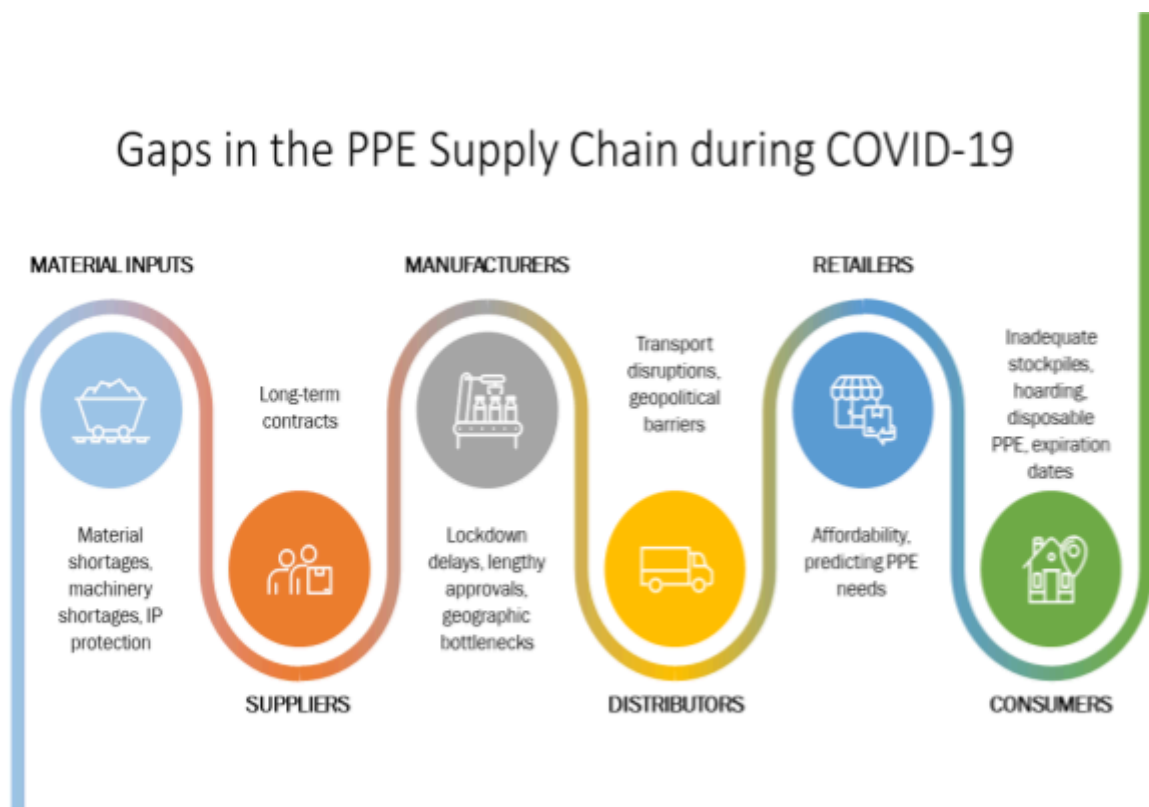 Gaps in the PPE Supply Chain during COVID-19
MATERIAL INPUTS
Material
shortages,
machinery
shortages, IP
protection
Long-term
contracts
SUPPLIERS
MANUFACTURERS
Lockdown
delays, lengthy
approvals,
geographic
bottlenecks
Transport
disruptions,
geopolitical
barriers
DISTRIBUTORS
RETAILERS
Affordability,
predicting PPE
needs
Inadequate
stockpiles,
hoarding,
disposable
PPE, expiration
dates
CONSUMERS